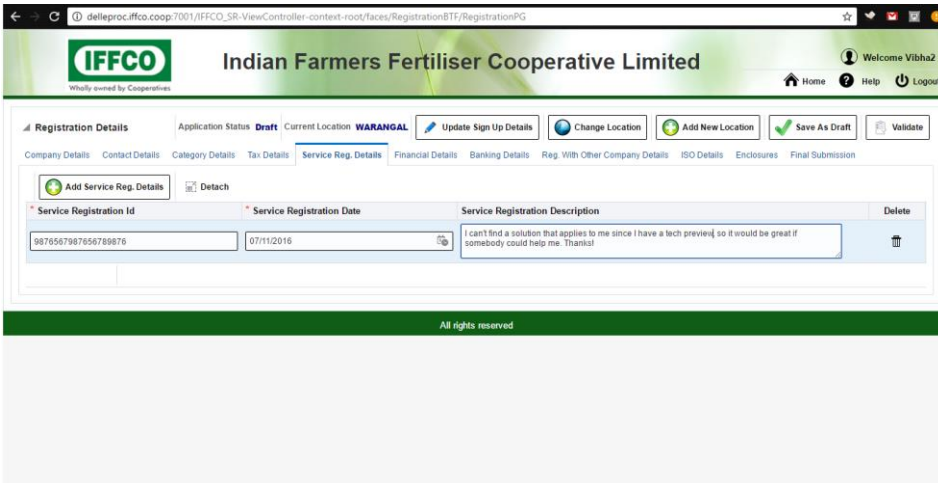 delleproc.iffco.coop:7001/IFFCO_SR-ViewController-context-root/faces/RegistrationBTF/RegistrationPG
IFFCO
Wholly owned by Cooperatives
Indian Farmers Fertiliser Cooperative Limited
Welcome Vibha2
Home Help Logout
Registration Details Application Status Draft Current Location WARANGAL Update Sign Up Details Change Location Add New Location Save As Draft Validate
Company Details Contact Details Category Details Tax Details Service Reg. Details Financial Details Banking Details Reg. With Other Company Details ISO Details Enclosures Final Submission
Add Service Reg. Details Detach
* Service Registration Id * Service Registration Date Service Registration Description Delete
9876567987656789876 07/11/2016 I can't find a solution that applies to me since I have a tech preview, so it would be great if
somebody could help me. Thanks!
All rights reserved